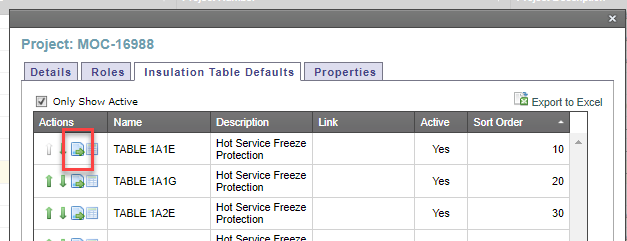 Project: MOC-16988
Details Roles Insulation Table Defaults Properties
Only Show Active
Export to Excel
Actions Name Description Link Active Sort Order
TABLE 1A1E Hot Service Freeze Protection Yes 10
TABLE 1A1G Hot Service Freeze Protection Yes 20
TABLE 1A2E Hot Service Freeze Protection Yes 30